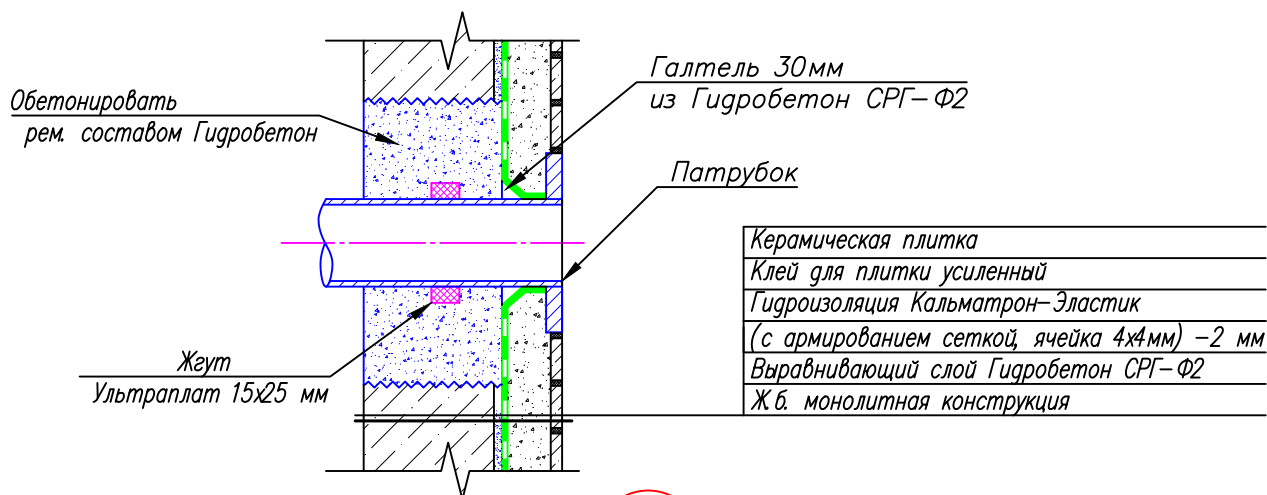 Галтель 30мм
из Гидробетон СРГ-Ф2
Обетонировать
рем. составом Гидробетон
Патрубок
Керамическая плитка
Клей для плитки усиленный
Гидроизоляция Кальматрон-Эластик
(с армированием сеткой, ячейка 4х4мм) -2 мм
Выравнивающий слой Гидробетон СРГ-Ф2
Ж.б. монолитная конструкция
Жгут
Ультраплат 15х25 мм